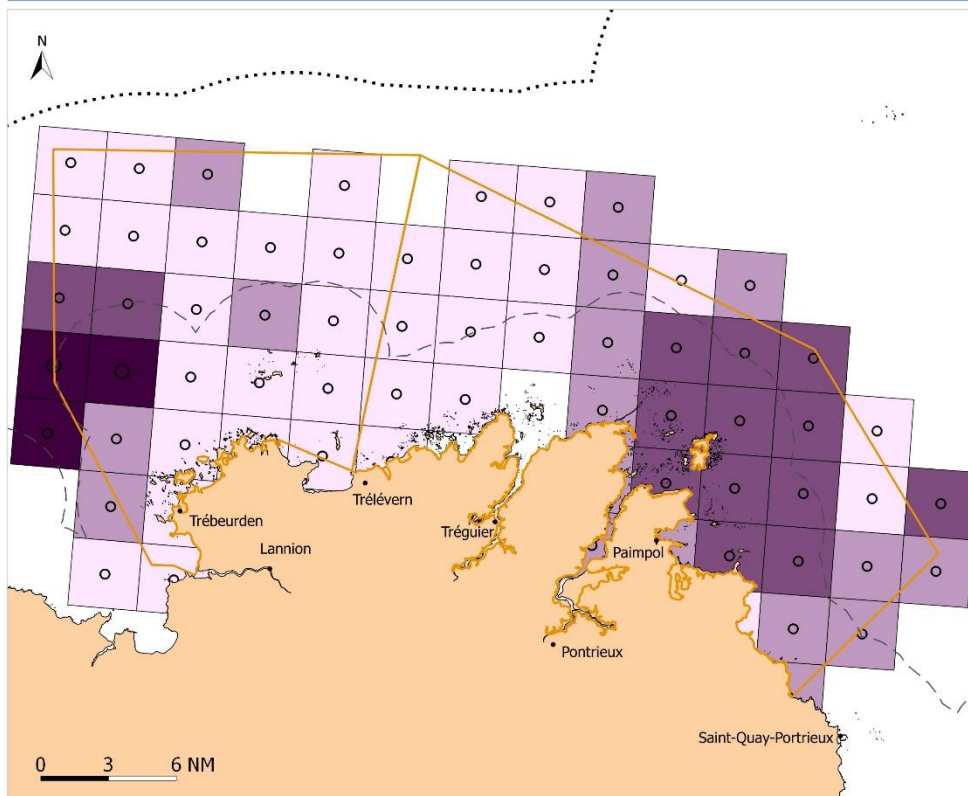 N
Trélévern
Trébeurden
Tréguier
Lannion
Paimpol
Pontrieux
Saint-Quay-Portrieux
0 3 6 NM